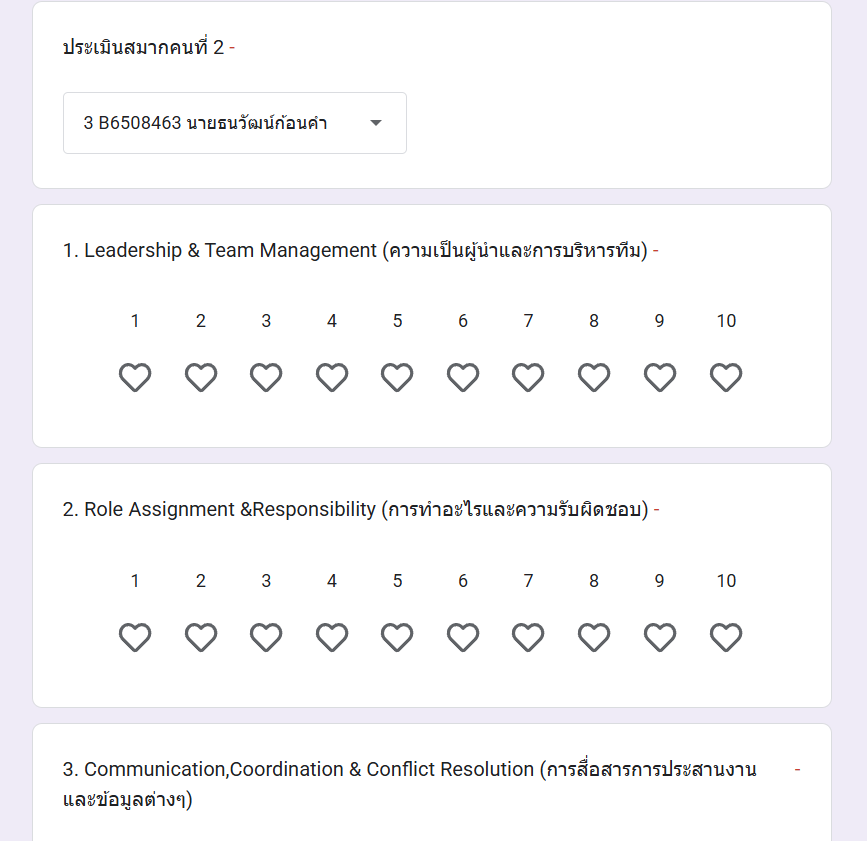 ประเมินสมากคนที่ 2 -
3 B6508463 นายธนวัฒน์ก้อนคำ
1. Leadership & Team Management (ความเป็นผู้นำและการบริหารทีม) -
1 2 3 4 5 6 7 8 9 10
2. Role Assignment &Responsibility (การทำอะไรและความรับผิดชอบ) -
1 2 3 4 5 6 7 8 9 10
3. Communication,Coordination & Conflict Resolution (การสื่อสารการประสานงาน -
และข้อมูลต่างๆ)